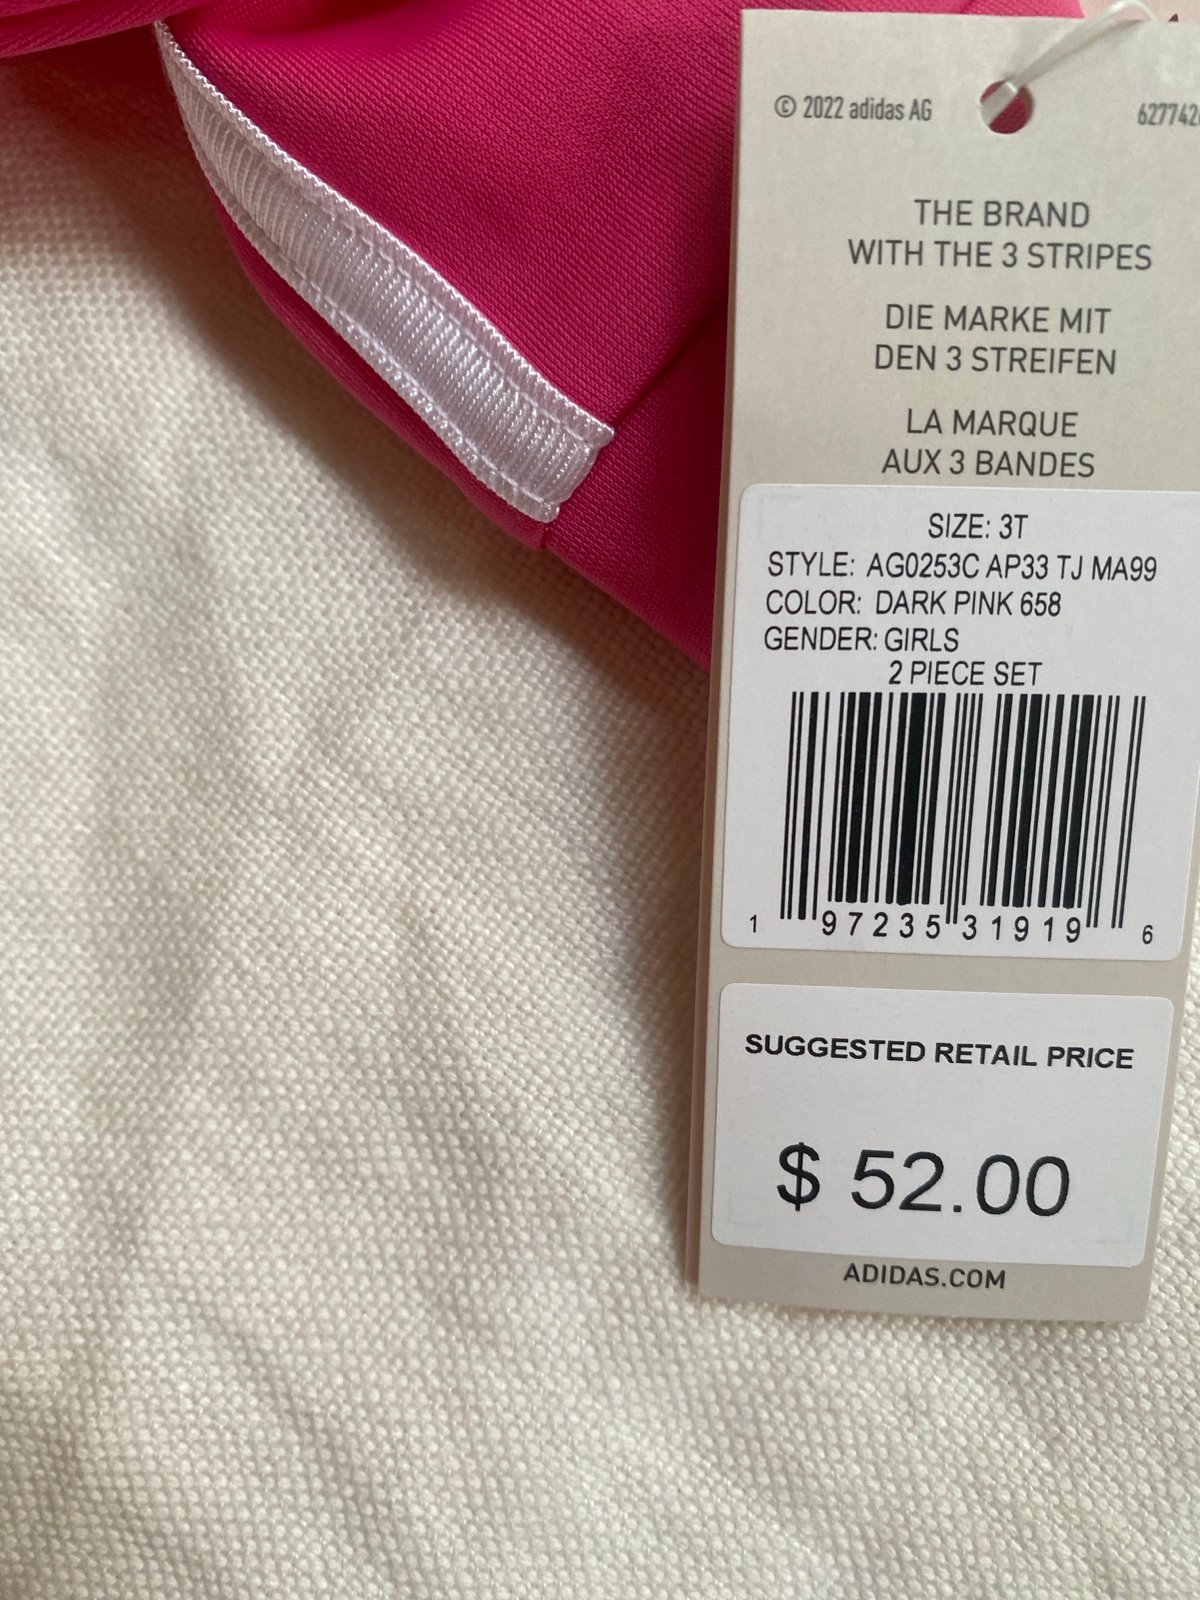 © 2022 adidas AG
THE BRAND
WITH THE 3 STRIPES
DIE MARKE MIT
DEN 3 STREIFEN
LA MARQUE
AUX 3 BANDES
SIZE: 3T
STYLE: AG0253C AP33 TJ MA99
COLOR: DARK PINK 658
GENDER: GIRLS
2 PIECE SET
1 97235 31919 6
SUGGESTED RETAIL PRICE
$ 52.00
ADIDAS.COM